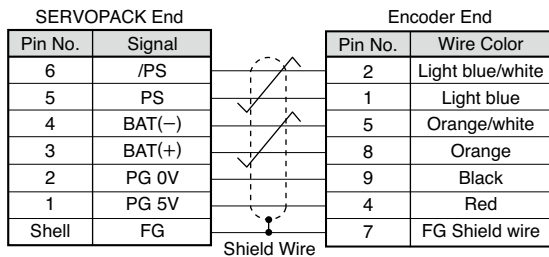 SERVOPACK End Encoder End
Pin No. Signal Pin No. Wire Color
6 /PS 2 Light blue/white
5 PS 1 Light blue
4 BAT(−) 5 Orange/white
3 BAT(+) 8 Orange
2 PG 0V 9 Black
1 PG 5V 4 Red
Shell FG 7 FG Shield wire
Shield Wire